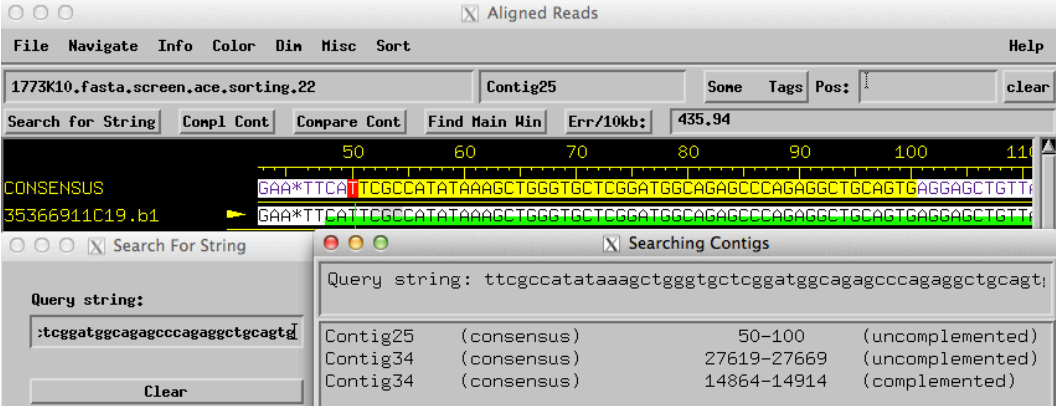 Aligned Reads
File Navigate Info Color Dim Misc Sort Help
1773K10.fasta.screen.ace.sorting.22 Contig25 Some Tags Pos: clear
Search for String Compl Cont Compare Cont Find Main Win Err/10kb: 435.94
50 60 70 80 90 100 110
CONSENSUS GAA*TTCATTCGCCATATAAAGCTGGGTGCTCGGATGGCAGAGCCCAGAGGCTGCAGTGAGGAGCTGTT
35366911C19.b1 GAA*TTCATTCGCCATATAAAGCTGGGTGCTCGGATGGCAGAGCCCAGAGGCTGCAGTGAGGAGCTGTT
Search For String
Query string:
tcggatggcagagcccagaggctgcagtg
Clear
Searching Contigs
Query string: ttcgccatataaagctgggtgctcggatggcagagcccagaggctgcagt
Contig25 (consensus) 50-100 (uncomplemented)
Contig34 (consensus) 27619-27669 (uncomplemented)
Contig34 (consensus) 14864-14914 (complemented)